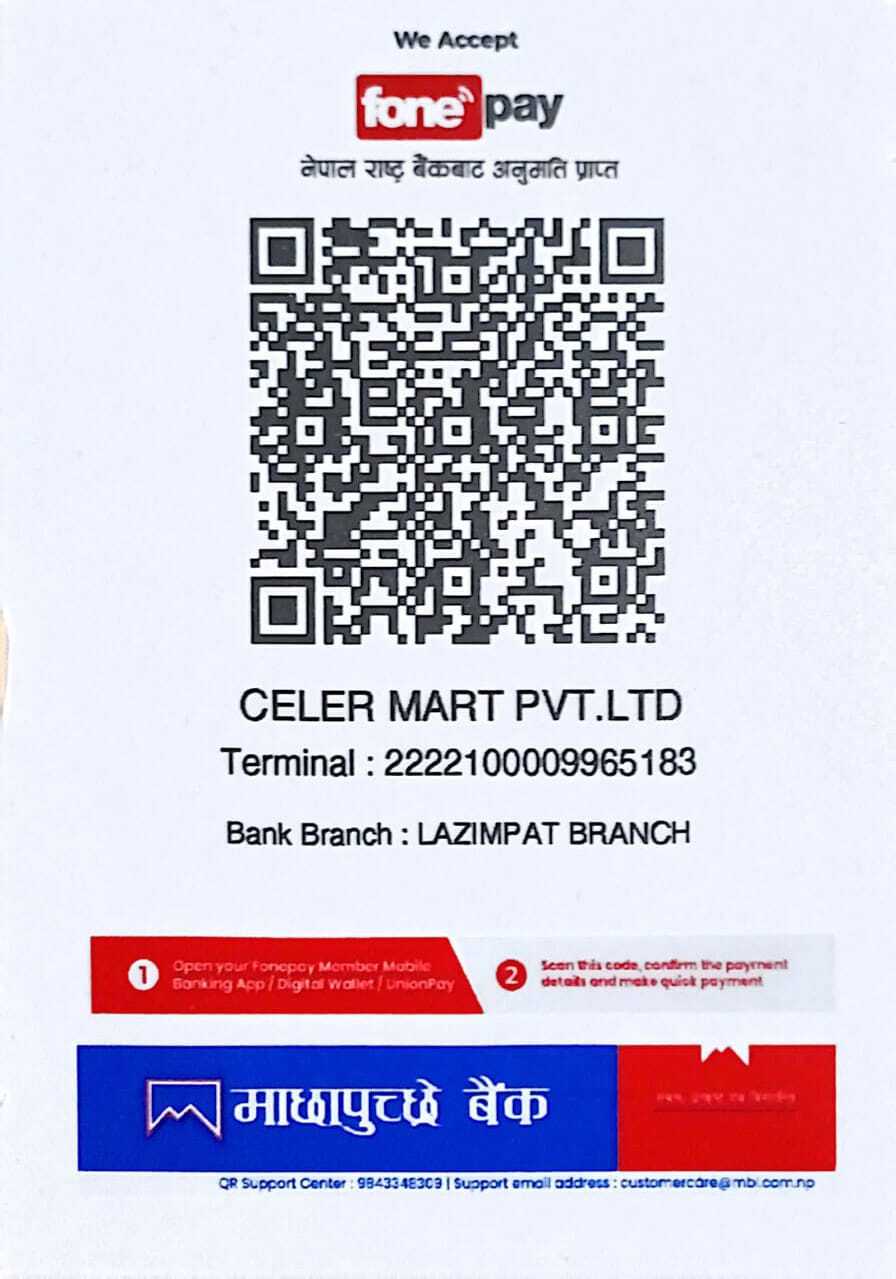 We Accept
fonepay
नेपाल राष्ट्र बैंकबाट अनुमति प्राप्त
CELER MART PVT.LTD
Terminal : 2222100009965183
Bank Branch : LAZIMPAT BRANCH
1 Open your Fonepay Member Mobile
Banking App / Digital Wallet / UnionPay
2 Scan this code, confirm the payment
details and make quick payment
माछापुच्छ्रे बैंक
QR Support Center : 9843348309 | Support email address : customercare@mbl.com.np